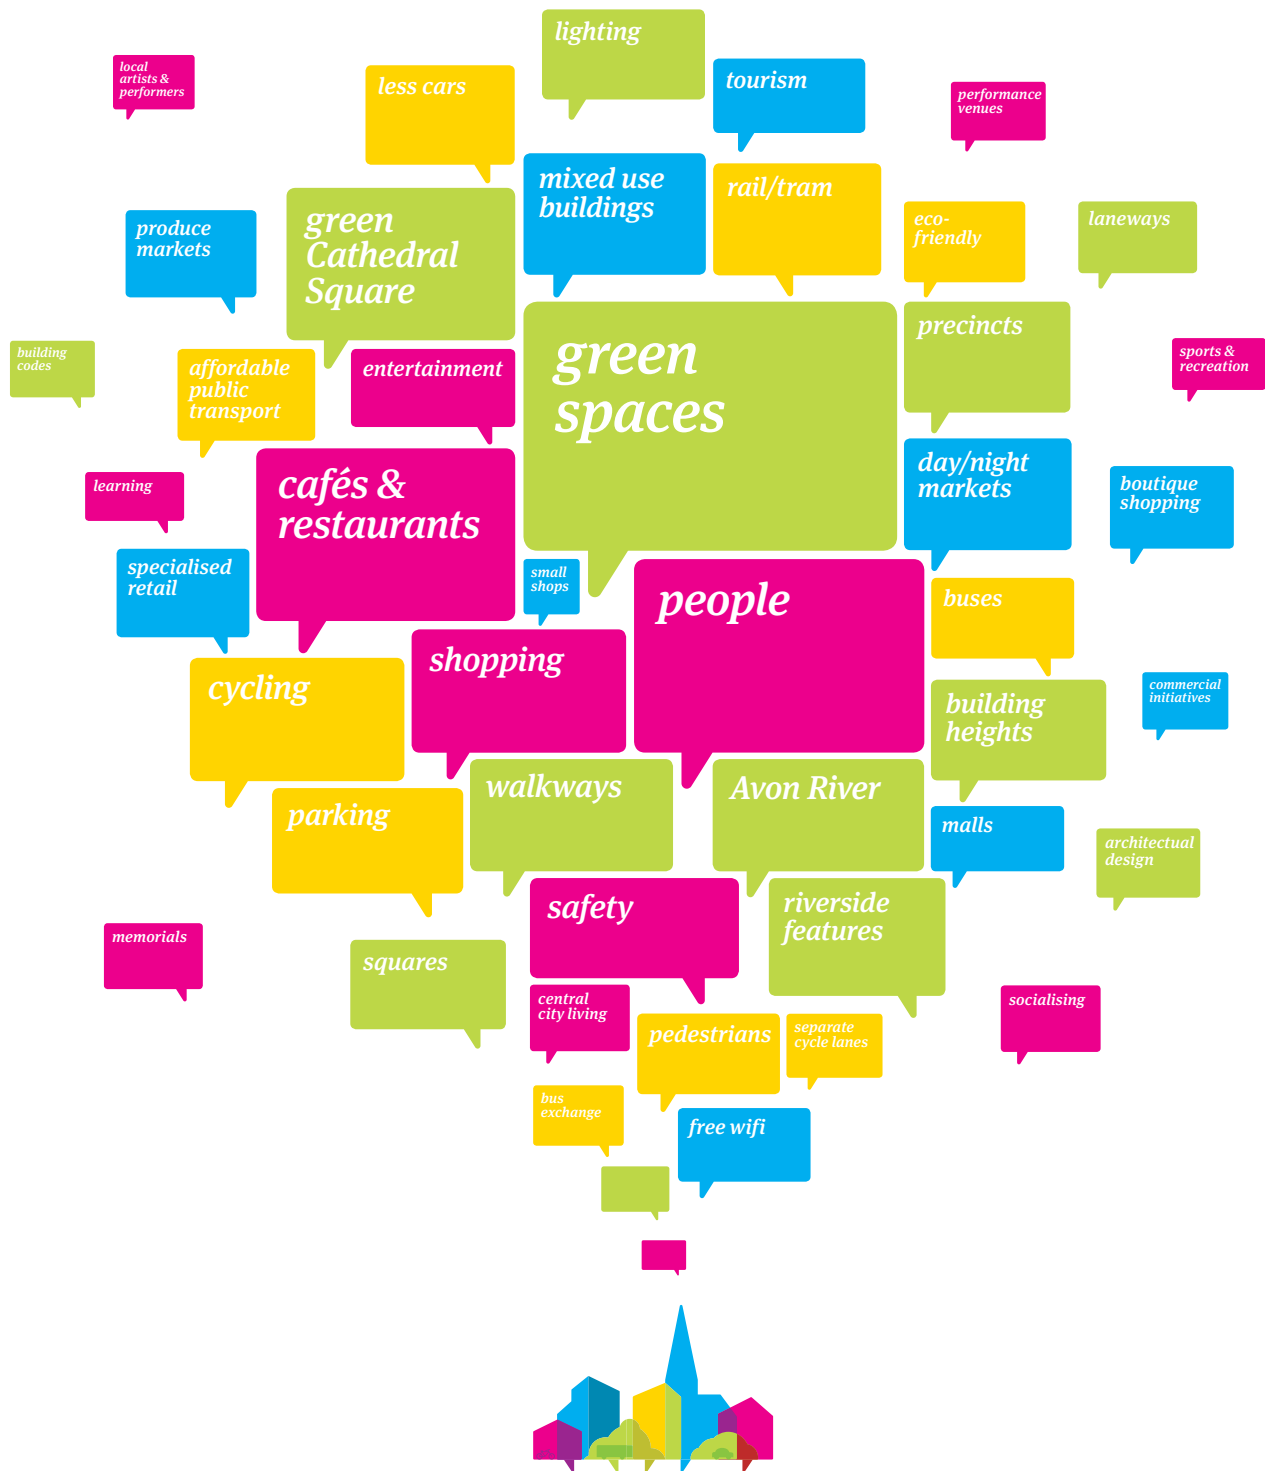 lighting
local
artists &
performers
less cars
tourism
performance
venues
mixed use
buildings
rail/tram
green
Cathedral
Square
produce
markets
eco-
friendly
laneways
precincts
green
spaces
building
codes
affordable
public
transport
entertainment
sports &
recreation
day/night
markets
cafés &
restaurants
learning
boutique
shopping
specialised
retail
small
shops
people
buses
shopping
cycling
commercial
initiatives
building
heights
walkways
Avon River
parking
malls
architectual
design
safety
riverside
features
memorials
squares
central
city living
socialising
pedestrians
separate
cycle lanes
bus
exchange
free wifi